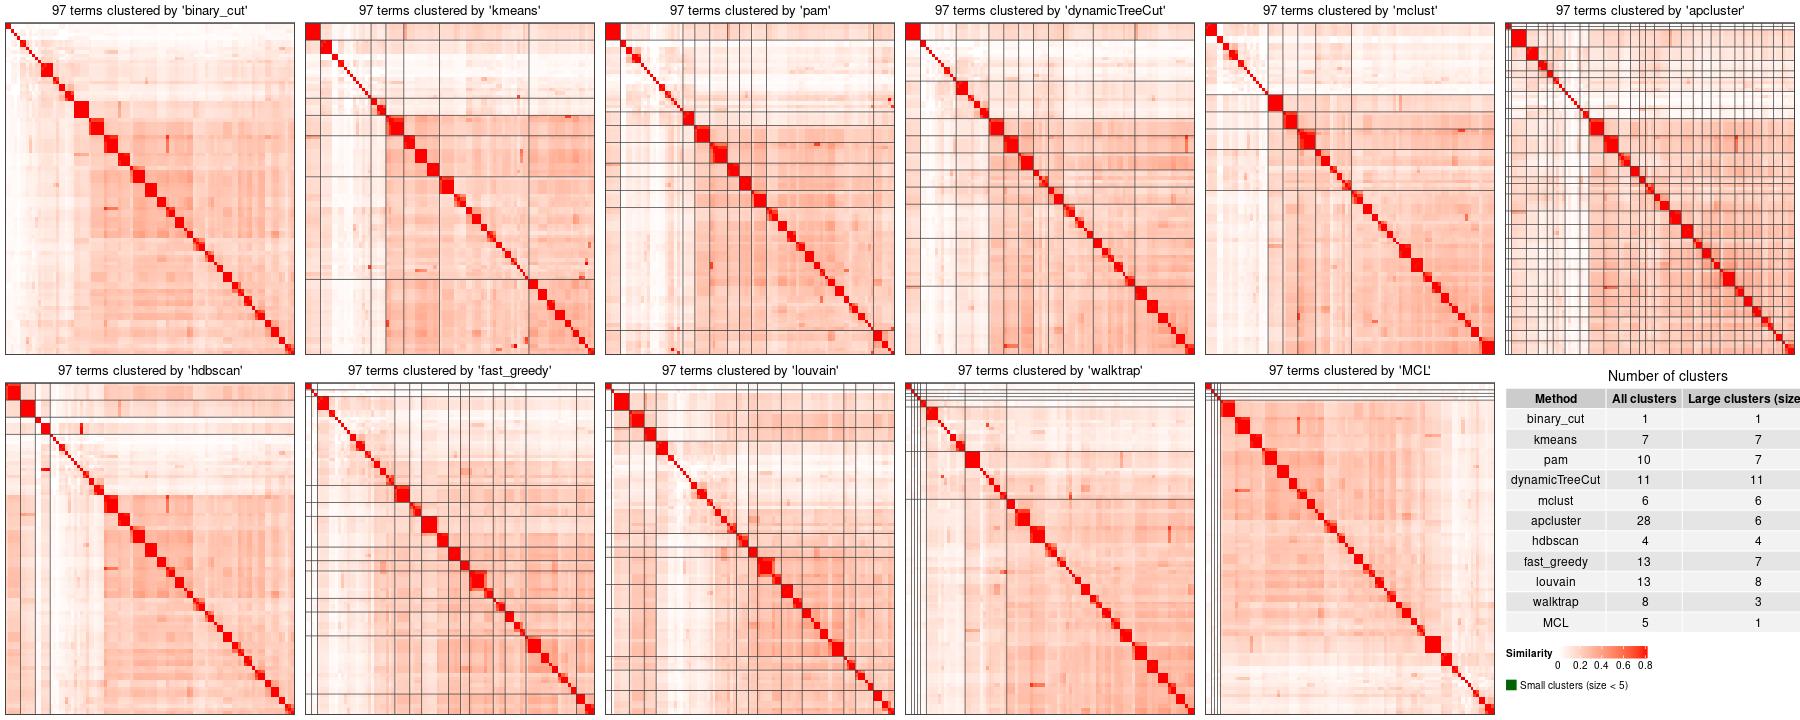 97 terms clustered by 'binary_cut'
97 terms clustered by 'kmeans'
97 terms clustered by 'pam'
97 terms clustered by 'dynamicTreeCut'
97 terms clustered by 'mclust'
97 terms clustered by 'apcluster'
97 terms clustered by 'hdbscan'
97 terms clustered by 'fast_greedy'
97 terms clustered by 'louvain'
97 terms clustered by 'walktrap'
97 terms clustered by 'MCL'
Number of clusters
Method All clusters Large clusters (size
binary_cut 1 1
kmeans 7 7
pam 10 7
dynamicTreeCut 11 11
mclust 6 6
apcluster 28 6
hdbscan 4 4
fast_greedy 13 7
louvain 13 8
walktrap 8 3
MCL 5 1
Similarity
0 0.2 0.4 0.6 0.8
Small clusters (size < 5)